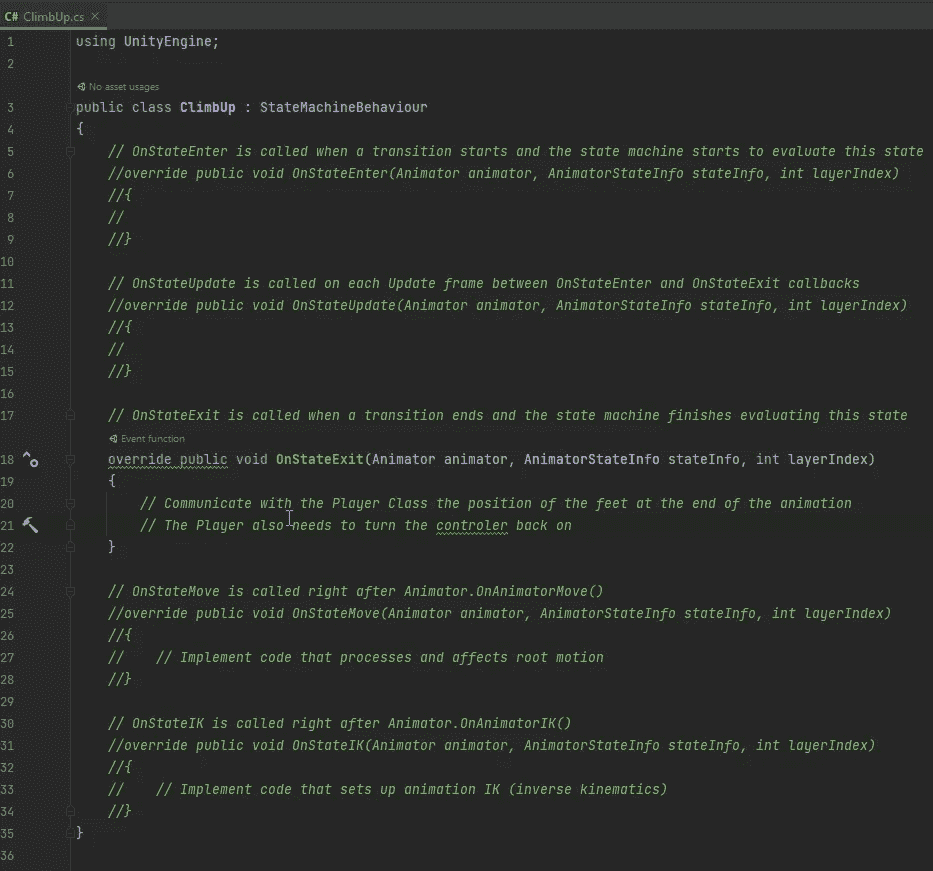 C# ClimbUp.cs ×
1 using UnityEngine;
2
No asset usages
3 public class ClimbUp : StateMachineBehaviour
4 {
5 // OnStateEnter is called when a transition starts and the state machine starts to evaluate this state
6 //override public void OnStateEnter(Animator animator, AnimatorStateInfo stateInfo, int layerIndex)
7 //{
8 //
9 //}
10
11 // OnStateUpdate is called on each Update frame between OnStateEnter and OnStateExit callbacks
12 //override public void OnStateUpdate(Animator animator, AnimatorStateInfo stateInfo, int layerIndex)
13 //{
14 //
15 //}
16
17 // OnStateExit is called when a transition ends and the state machine finishes evaluating this state
Event function
18 override public void OnStateExit(Animator animator, AnimatorStateInfo stateInfo, int layerIndex)
19 {
20 // Communicate with the Player Class the position of the feet at the end of the animation
21 // The Player also needs to turn the controler back on
22 }
23
24 // OnStateMove is called right after Animator.OnAnimatorMove()
25 //override public void OnStateMove(Animator animator, AnimatorStateInfo stateInfo, int layerIndex)
26 //{
27 // // Implement code that processes and affects root motion
28 //}
29
30 // OnStateIK is called right after Animator.OnAnimatorIK()
31 //override public void OnStateIK(Animator animator, AnimatorStateInfo stateInfo, int layerIndex)
32 //{
33 // // Implement code that sets up animation IK (inverse kinematics)
34 //}
35 }
36